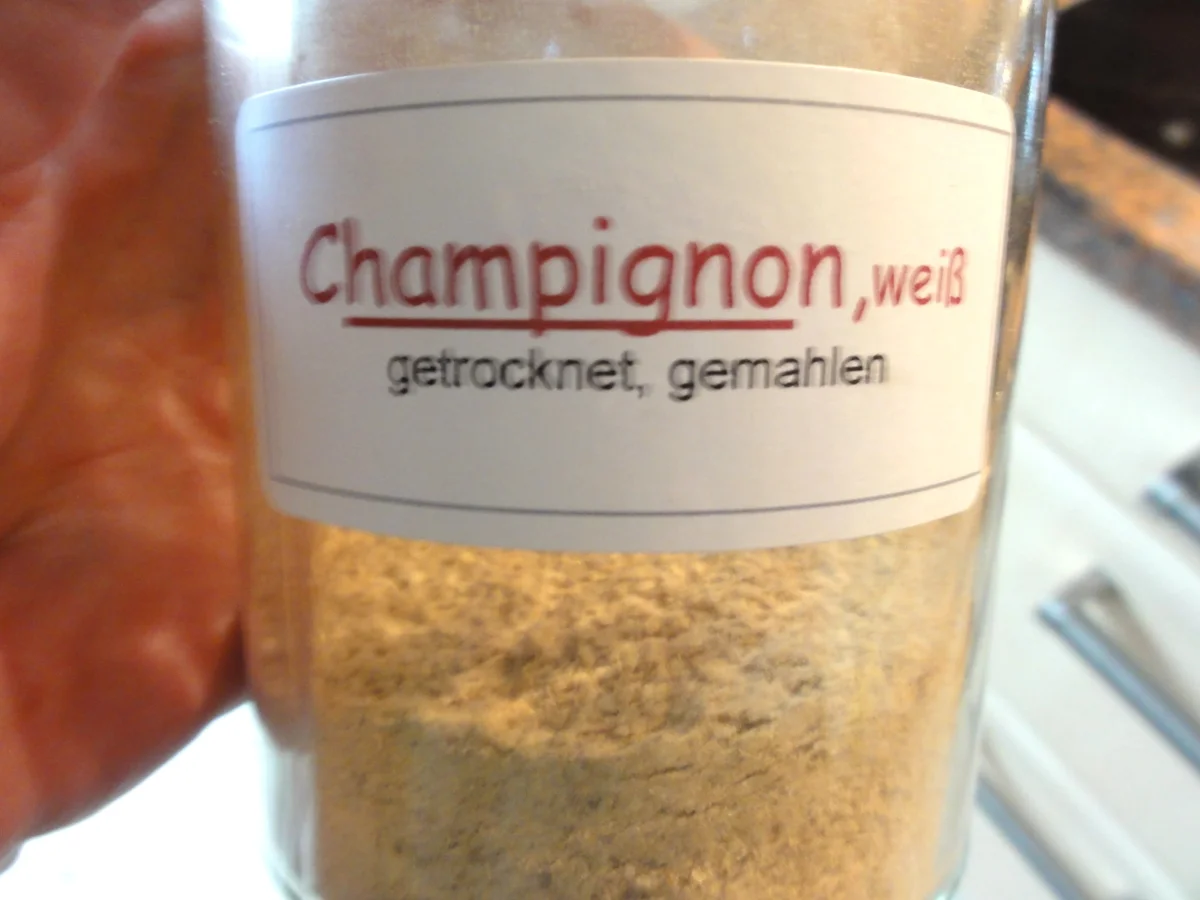 Champignon, weiß
getrocknet, gemahlen